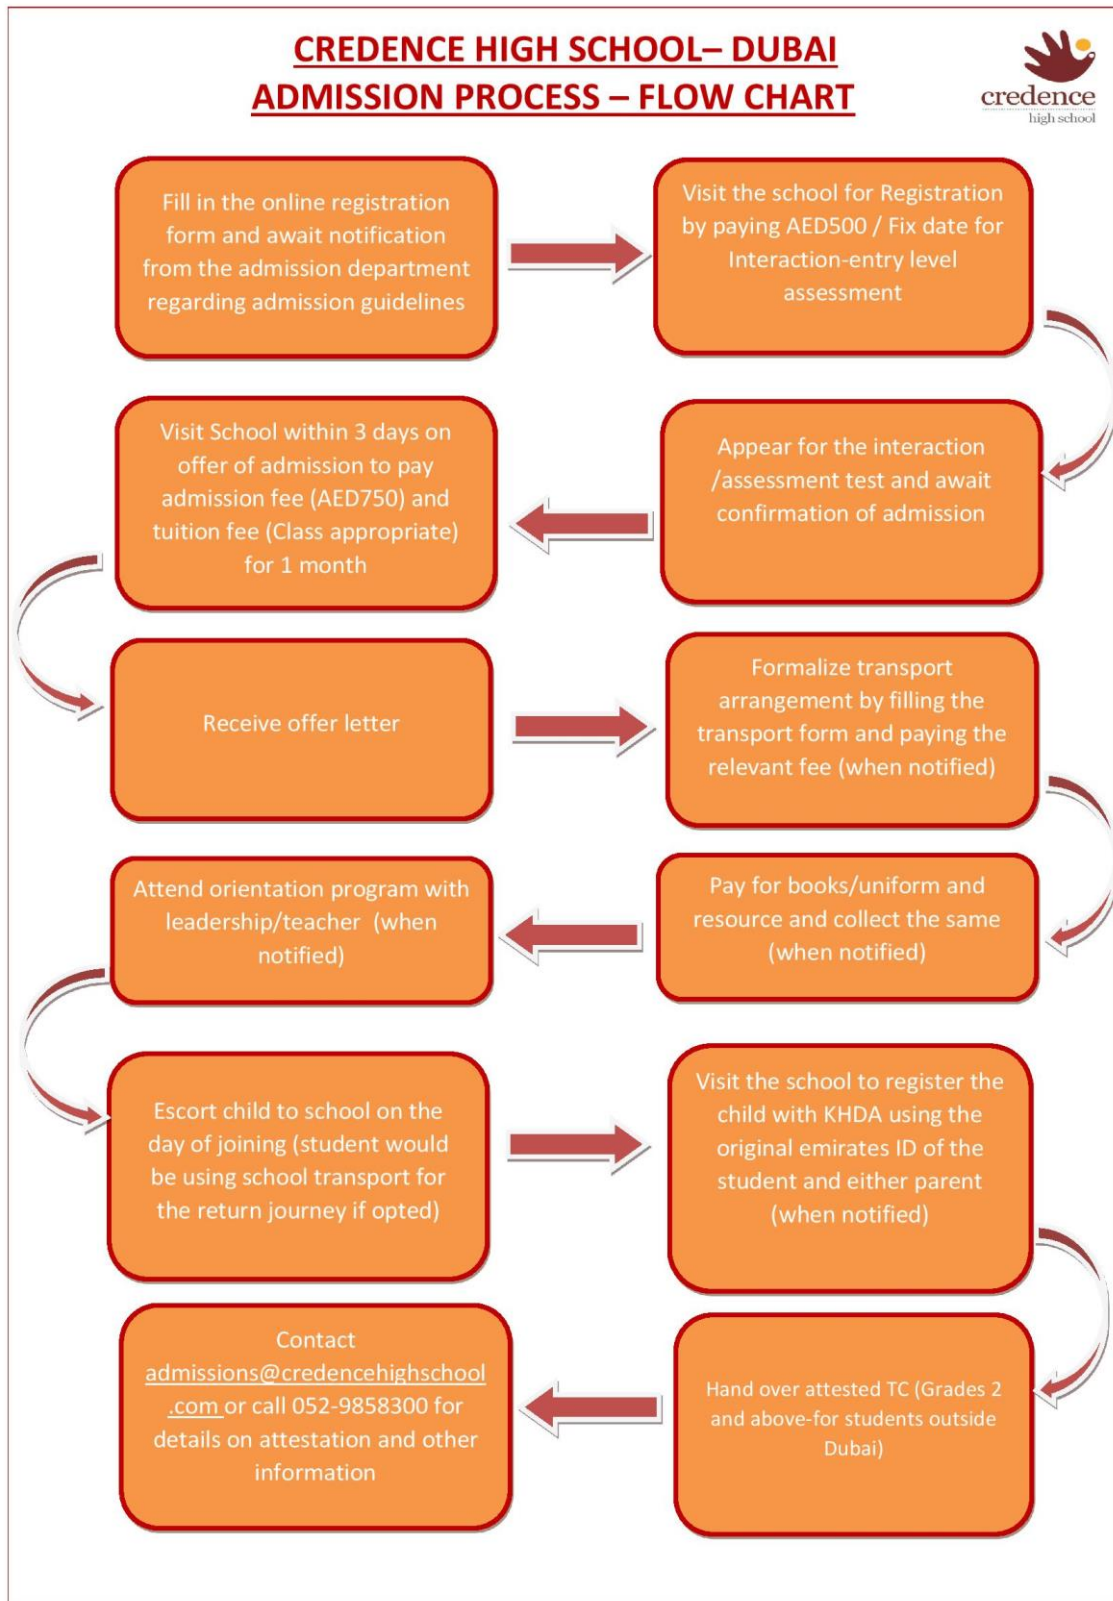 CREDENCE HIGH SCHOOL– DUBAI
ADMISSION PROCESS – FLOW CHART
credence
high school
Fill in the online registration
form and await notification
from the admission department
regarding admission guidelines
Visit the school for Registration
by paying AED500 / Fix date for
Interaction-entry level
assessment
Appear for the interaction
/assessment test and await
confirmation of admission
Visit School within 3 days on
offer of admission to pay
admission fee (AED750) and
tuition fee (Class appropriate)
for 1 month
Receive offer letter
Formalize transport
arrangement by filling the
transport form and paying the
relevant fee (when notified)
Pay for books/uniform and
resource and collect the same
(when notified)
Attend orientation program with
leadership/teacher (when
notified)
Escort child to school on the
day of joining (student would
be using school transport for
the return journey if opted)
Visit the school to register the
child with KHDA using the
original emirates ID of the
student and either parent
(when notified)
Hand over attested TC (Grades 2
and above-for students outside
Dubai)
Contact
admissions@credencehighschool
.com or call 052-9858300 for
details on attestation and other
information